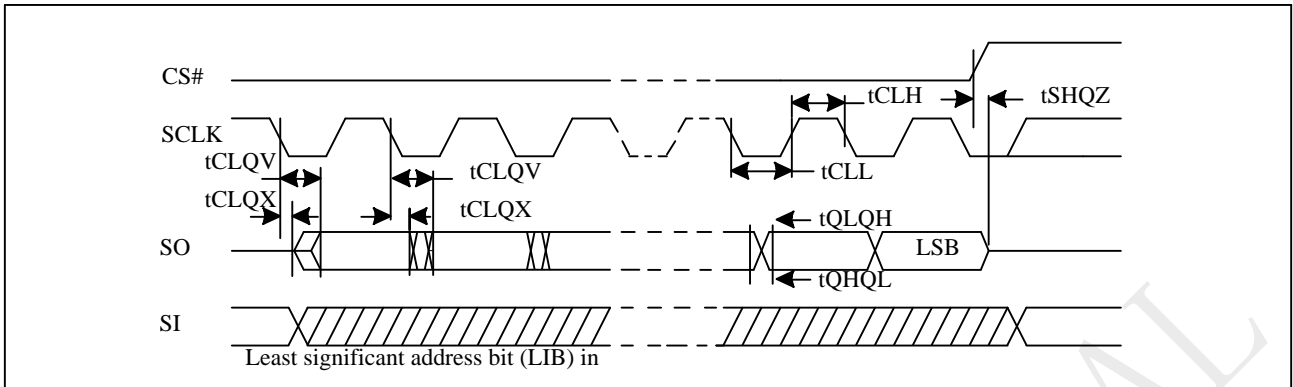 CS#
tCLH
tSHQZ
SCLK
tCLQV
tCLQV
tCLL
tCLQX
tCLQX
tQLQH
SO
LSB
tQHQL
SI
Least significant address bit (LIB) in
AL